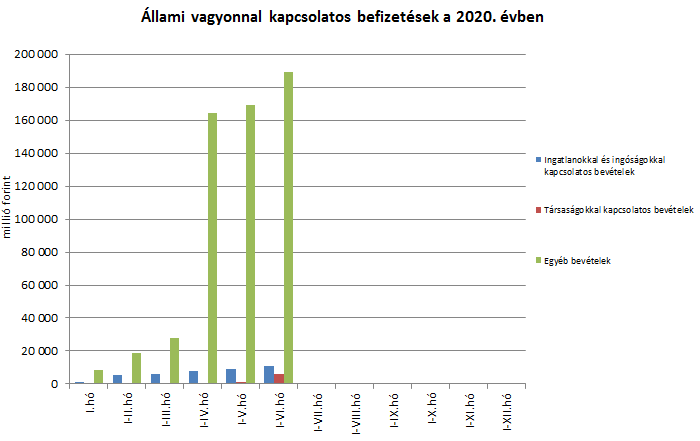 Állami vagyonnal kapcsolatos befizetések a 2020. évben
millió forint
200 000
180 000
160 000
140 000
120 000
100 000
80 000
60 000
40 000
20 000
0
I.hó
I-II.hó
I-III.hó
I-IV.hó
I-V.hó
I-VI.hó
I-VII.hó
I-VIII.hó
I-IX.hó
I-X.hó
I-XI.hó
I-XII.hó
Ingatlanokkal és ingóságokkal
kapcsolatos bevételek
Társaságokkal kapcsolatos bevételek
Egyéb bevételek